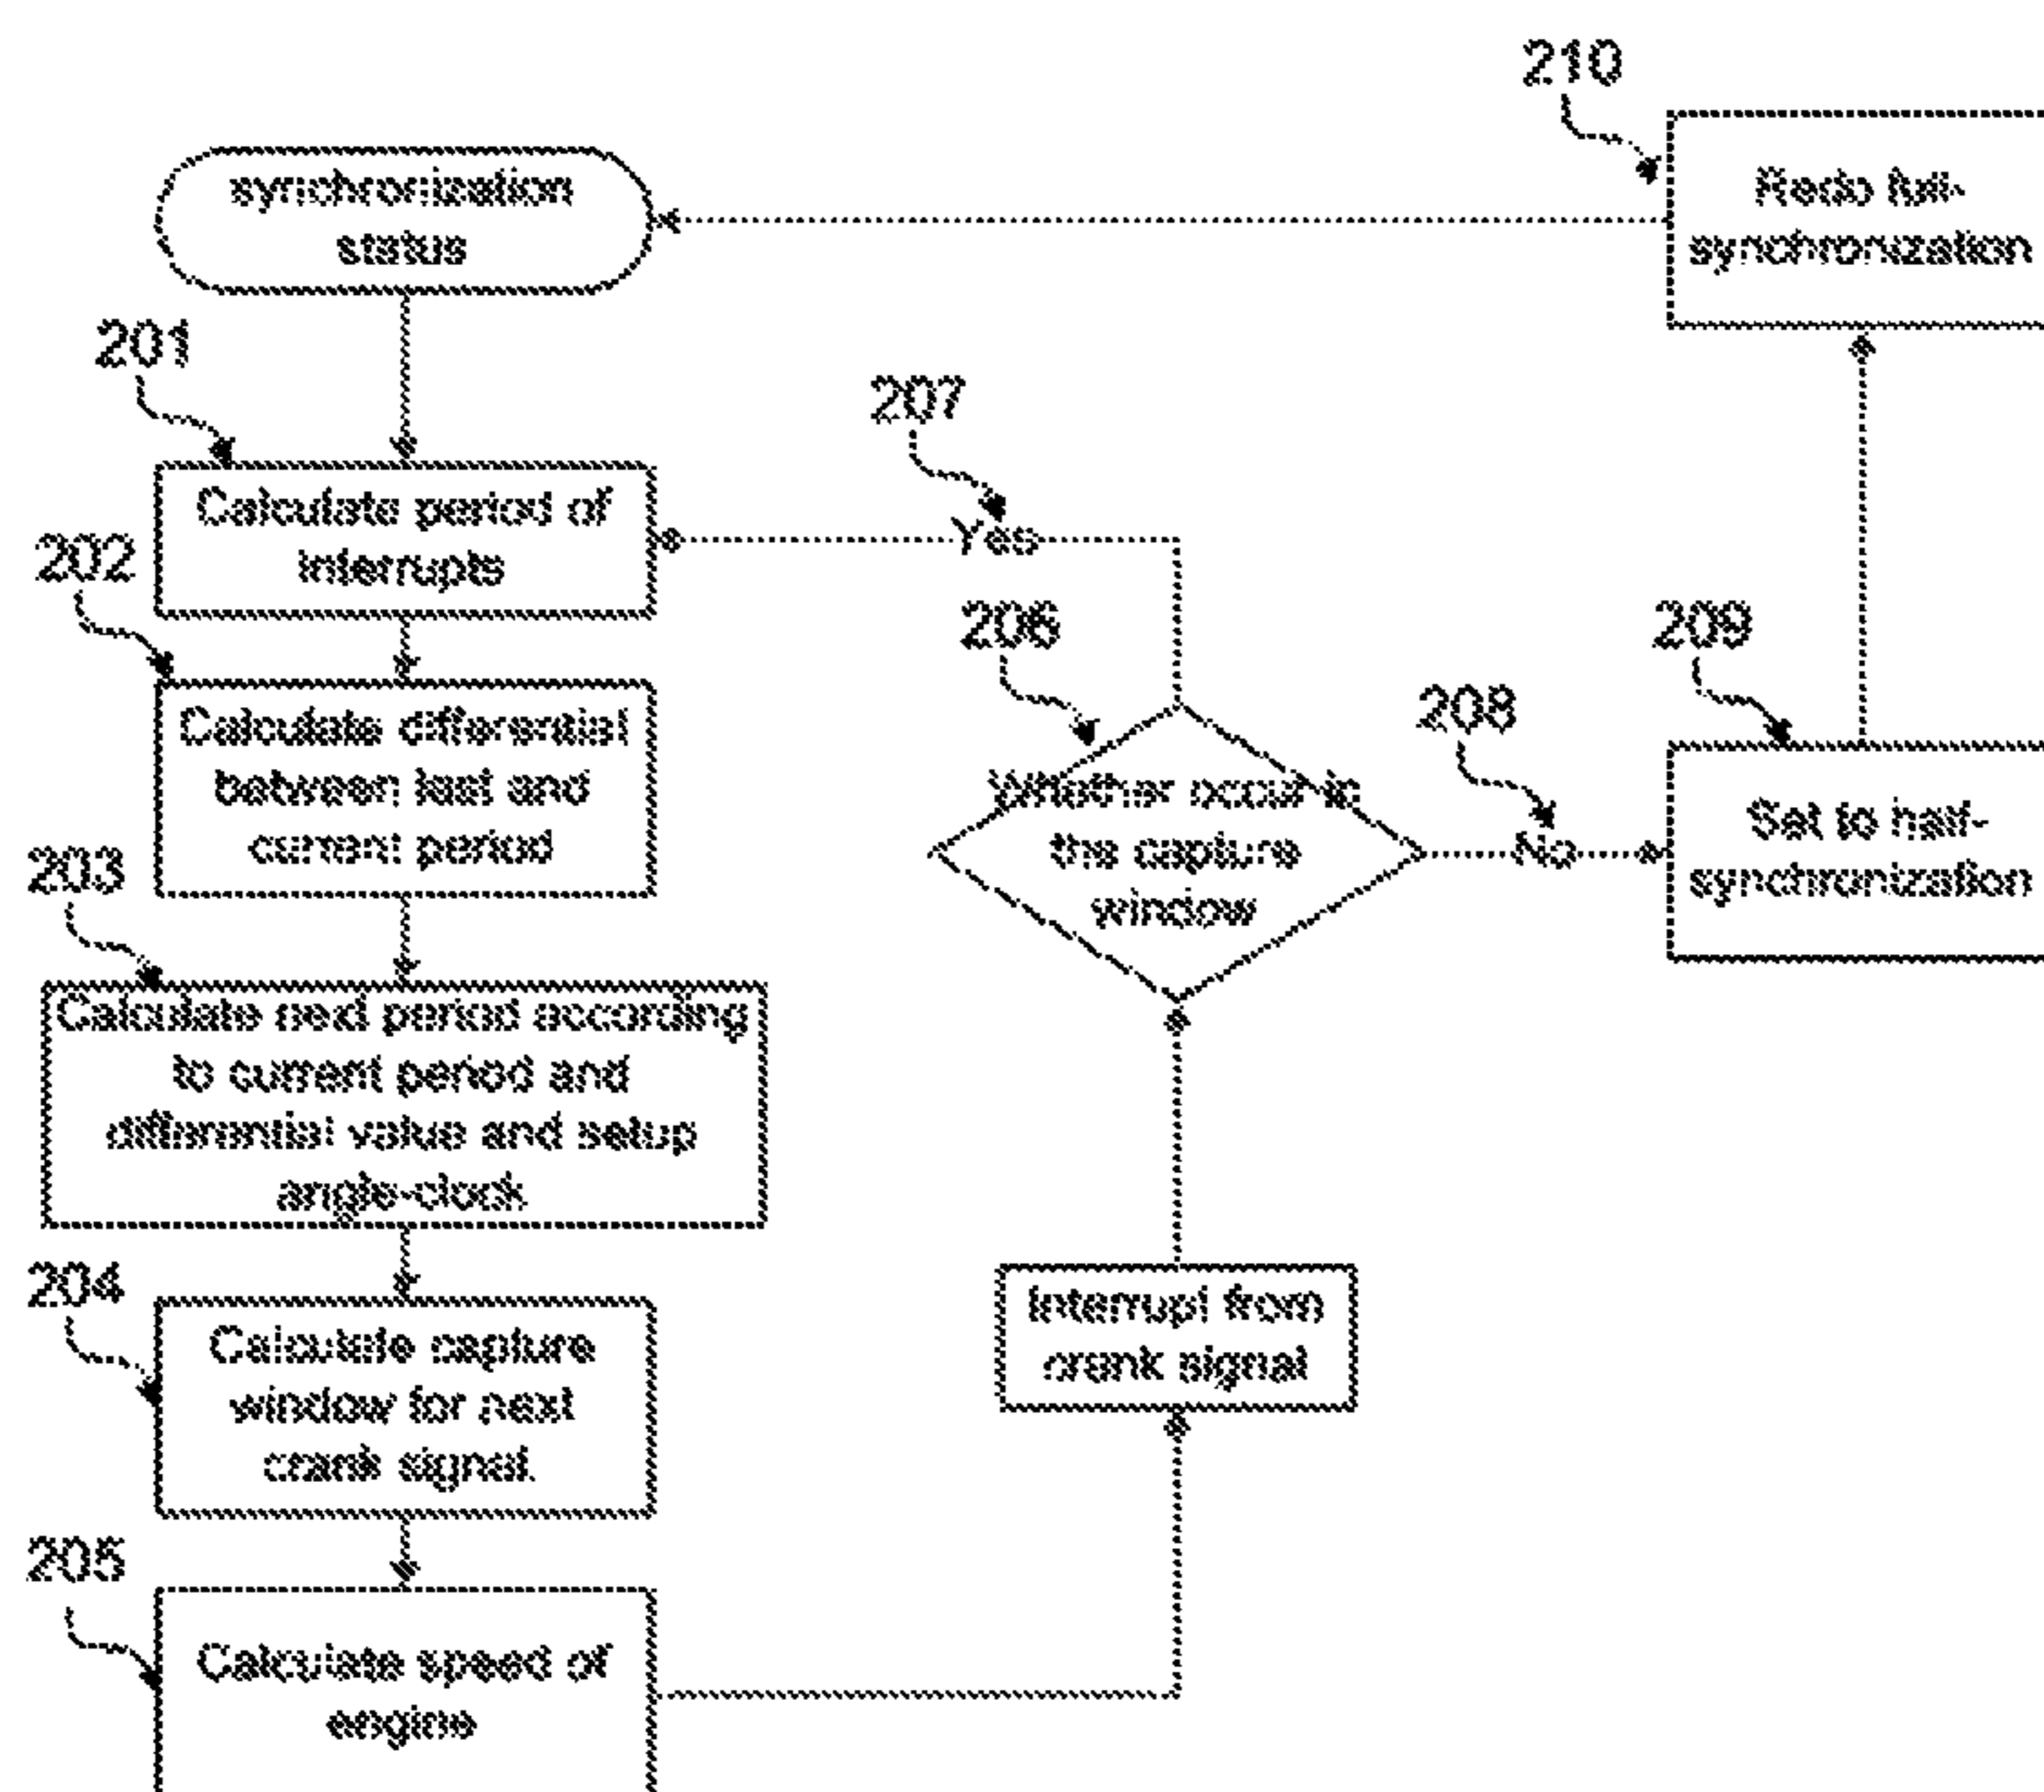 210
synchronization
status
Redo full-
synchronization
201
207
Calculate period of
interrupts
Yes
202
206
209
Calculate differential
between last and
current period
208
Whether occur in
the capture
window
No
Set to half-
synchronization
203
Calculate next period according
to current period and
differential value and setup
angle-clock
204
Interrupt from
crank signal
Calculate capture
window for next
crank signal.
205
Calculate speed of
engine